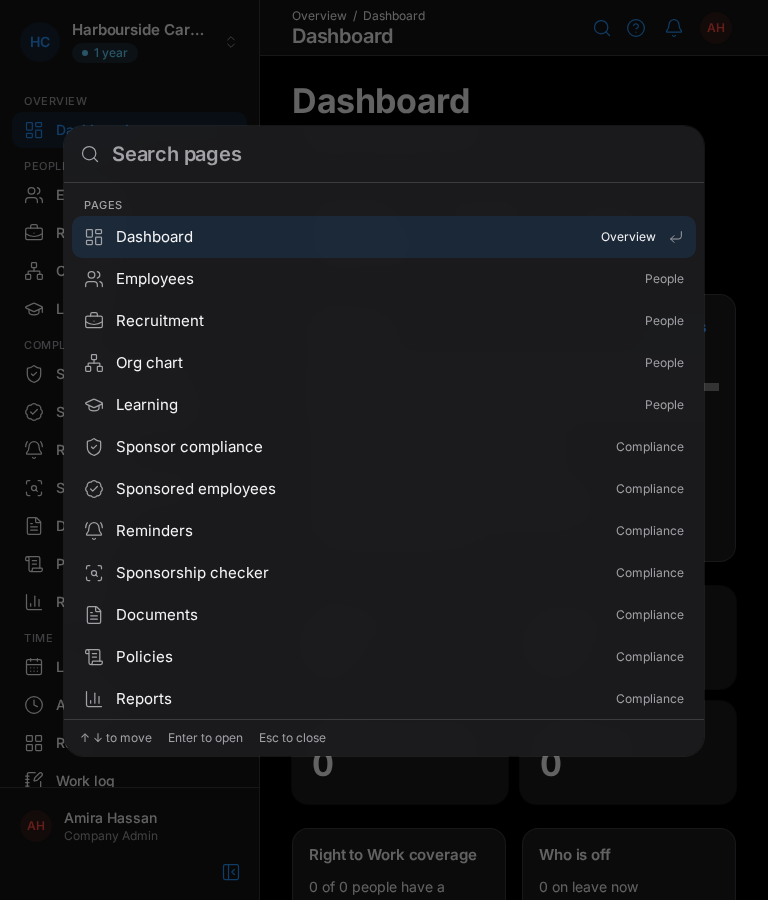 HC
Harbourside Car...
1 year
Overview / Dashboard
Dashboard
AH
OVERVIEW
Dashboard
Search pages
PAGES
Dashboard Overview
Employees People
Recruitment People
Org chart People
Learning People
Sponsor compliance Compliance
Sponsored employees Compliance
Reminders Compliance
Sponsorship checker Compliance
Documents Compliance
Policies Compliance
Reports Compliance
↑ ↓ to move Enter to open Esc to close
TIME
Work log
0
0
AH
Amira Hassan
Company Admin
Right to Work coverage
0 of 0 people have a
Who is off
0 on leave now